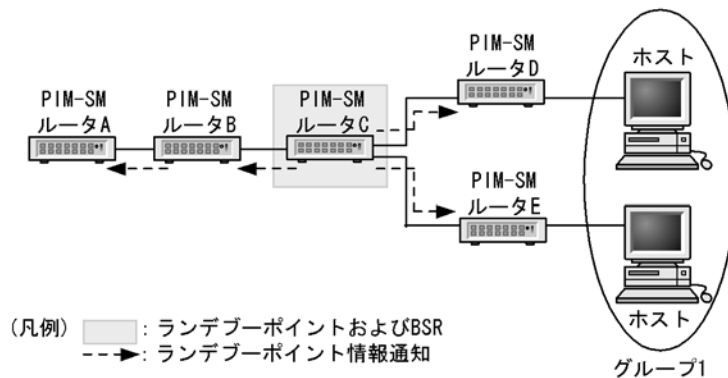 PIM-SM
ルータD
ホスト
PIM-SM
ルータA
PIM-SM
ルータB
PIM-SM
ルータC
PIM-SM
ルータE
ホスト
グループ1
(凡例)
：ランデブーポイントおよびBSR
：ランデブーポイント情報通知